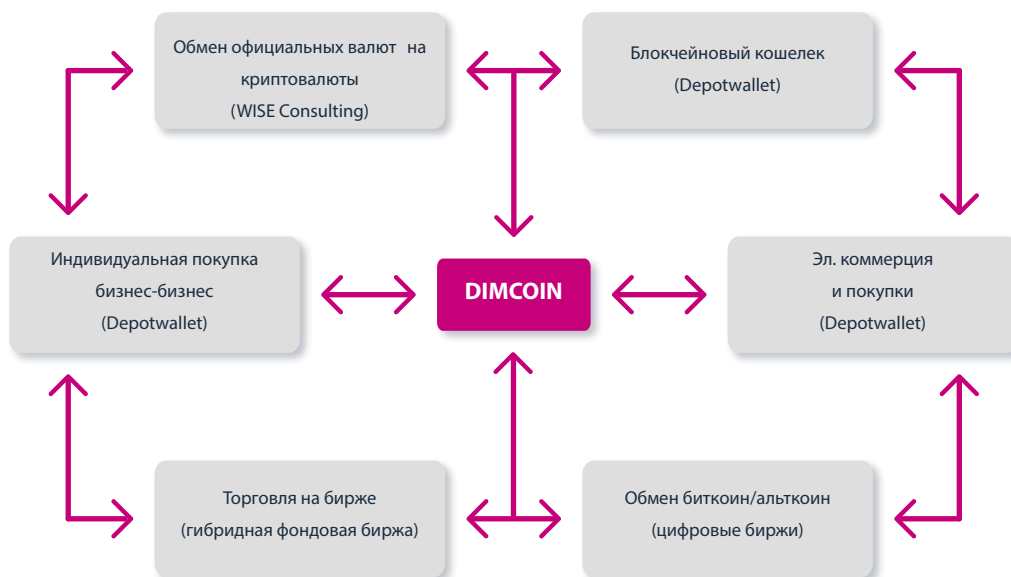 Обмен официальных валют на
криптовалюты
(WISE Consulting)
Блокчейновый кошелек
(Depotwallet)
Индивидуальная покупка
бизнес-бизнес
(Depotwallet)
DIMCOIN
Эл. коммерция
и покупки
(Depotwallet)
Торговля на бирже
(гибридная фондовая биржа)
Обмен биткоин/альткоин
(цифровые биржи)